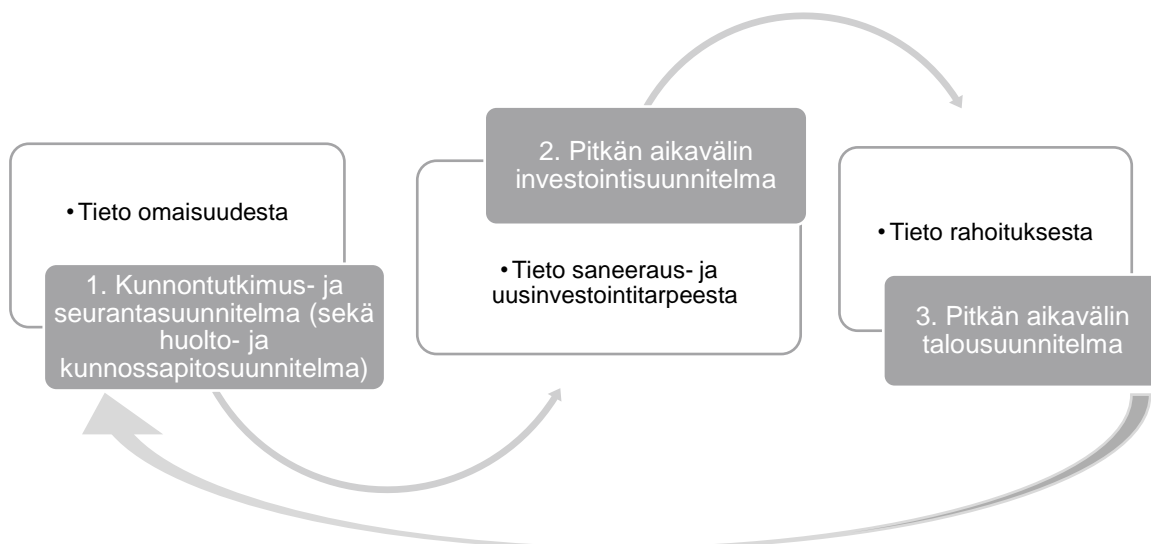 • Tieto omaisuudesta
1. Kunnontutkimus- ja
seurantasuunnitelma (sekä
huolto- ja
kunnossapitosuunnitelma)
2. Pitkän aikavälin
investointisuunnitelma
• Tieto saneeraus- ja
uusinvestointitarpeesta
• Tieto rahoituksesta
3. Pitkän aikavälin
talousuunnitelma